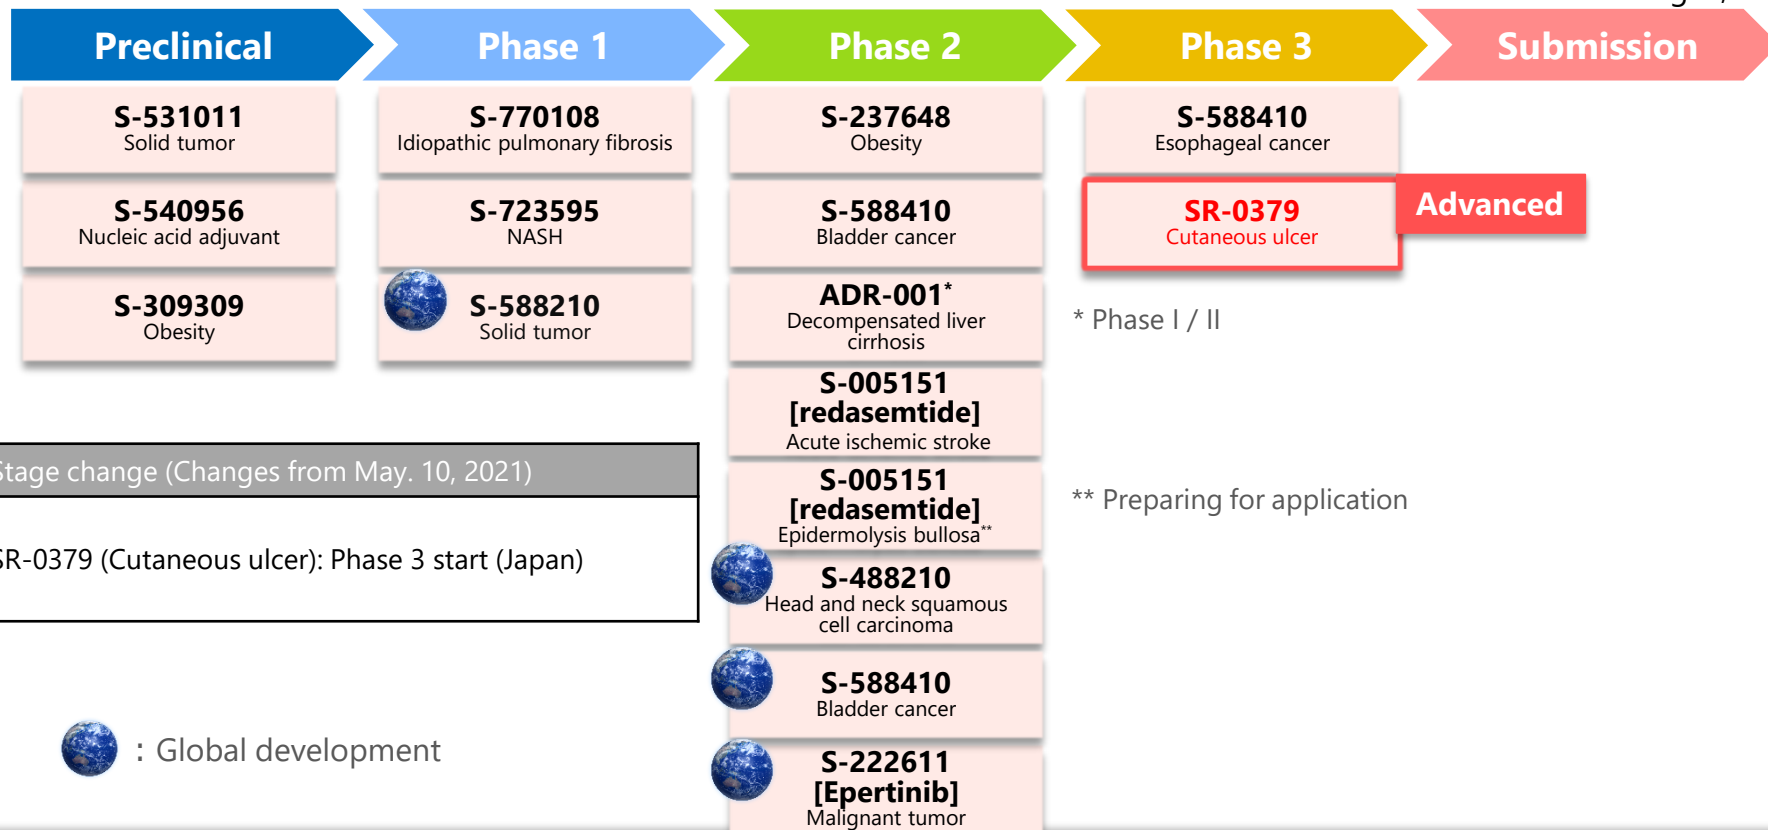 Preclinical
Phase 1
Phase 2
Phase 3
Submission
S-531011
Solid tumor
S-540956
Nucleic acid adjuvant
S-309309
Obesity
S-770108
Idiopathic pulmonary fibrosis
S-723595
NASH
S-588210
Solid tumor
S-237648
Obesity
S-588410
Bladder cancer
ADR-001*
Decompensated liver
cirrhosis
S-005151
[redasemtide]
Acute ischemic stroke
S-005151
[redasemtide]
Epidermolysis bullosa**
S-488210
Head and neck squamous
cell carcinoma
S-588410
Bladder cancer
S-222611
[Epertinib]
Malignant tumor
S-588410
Esophageal cancer
SR-0379
Cutaneous ulcer
Advanced
* Phase I / II
** Preparing for application
Stage change (Changes from May. 10, 2021)
SR-0379 (Cutaneous ulcer): Phase 3 start (Japan)
: Global development